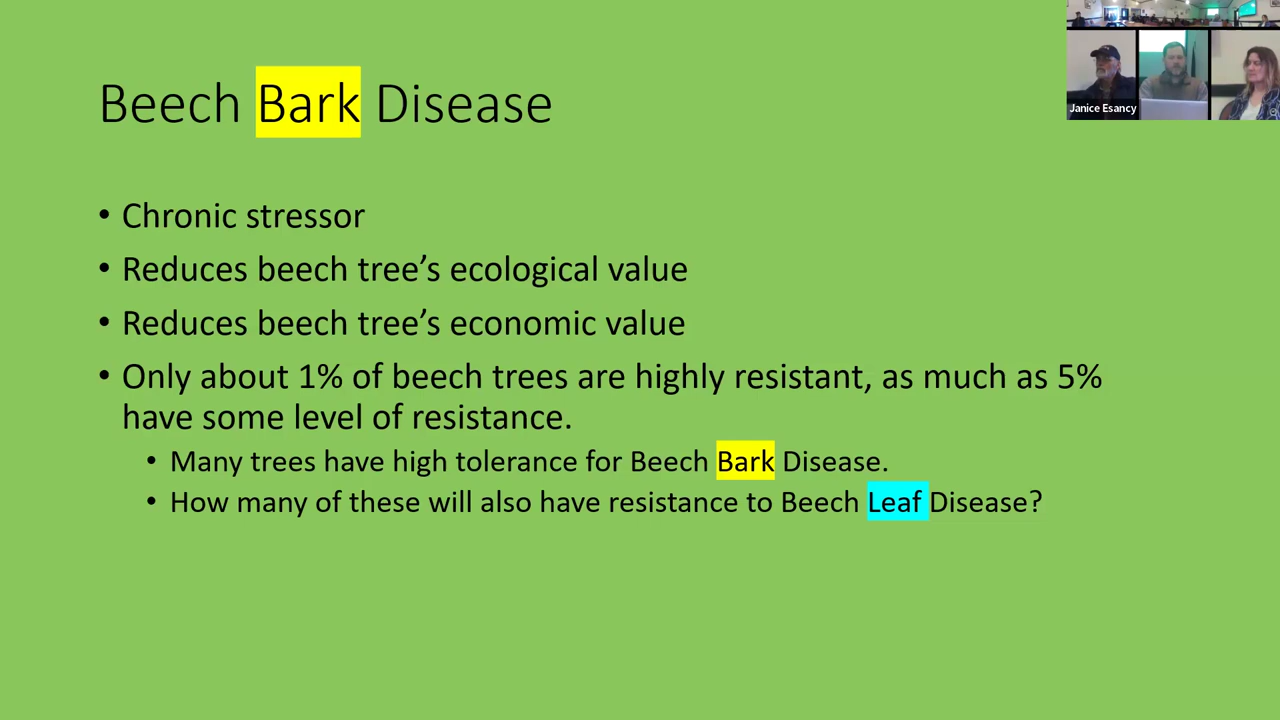 Beech Bark Disease
Janice Esancy
• Chronic stressor
• Reduces beech tree’s ecological value
• Reduces beech tree’s economic value
• Only about 1% of beech trees are highly resistant, as much as 5%
have some level of resistance.
• Many trees have high tolerance for Beech Bark Disease.
• How many of these will also have resistance to Beech Leaf Disease?